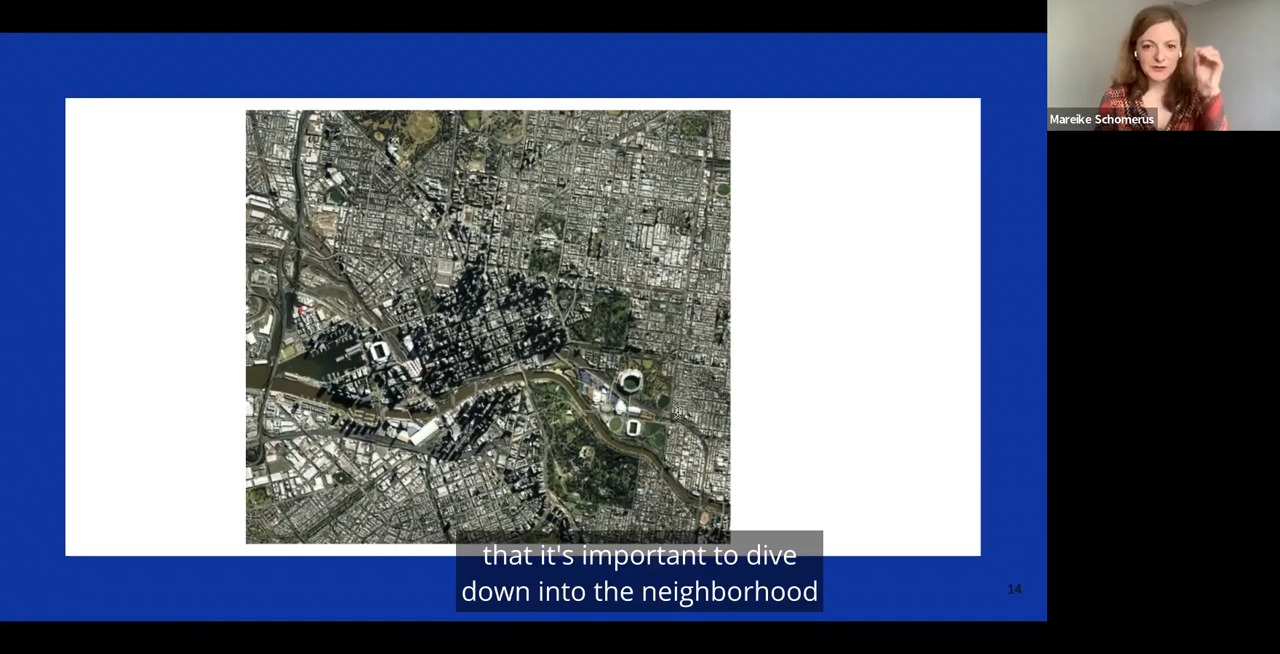 Mareike Schomerus
that it's important to dive
down into the neighborhood
14